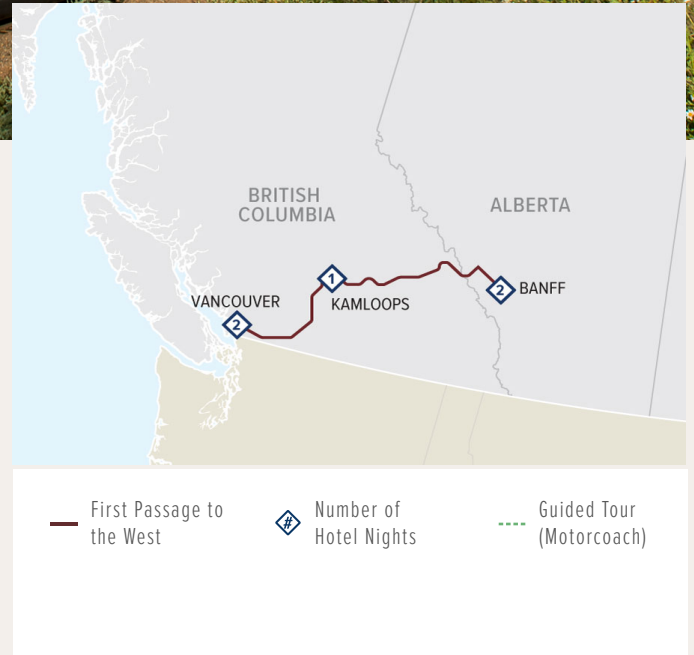 BRITISH
COLUMBIA
ALBERTA
1
2
BANFF
VANCOUVER
KAMLOOPS
2
First Passage to
the West
#
Number of
Hotel Nights
Guided Tour
(Motorcoach)